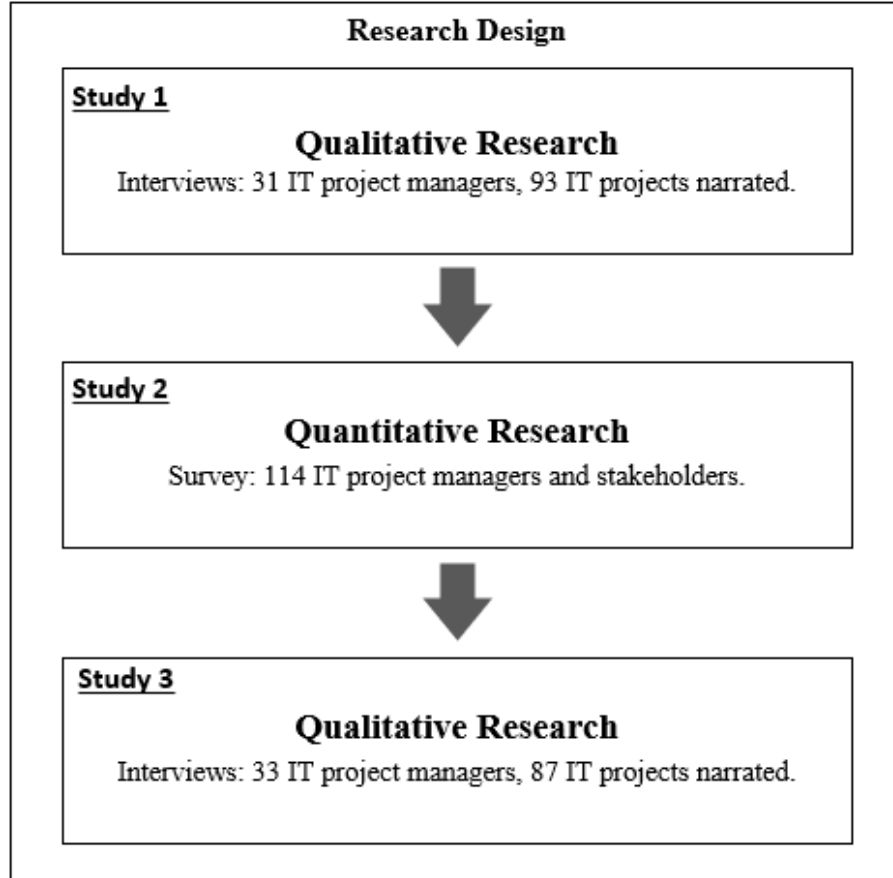 Research Design
Study 1
Qualitative Research
Interviews: 31 IT project managers, 93 IT projects narrated.
Study 2
Quantitative Research
Survey: 114 IT project managers and stakeholders.
Study 3
Qualitative Research
Interviews: 33 IT project managers, 87 IT projects narrated.